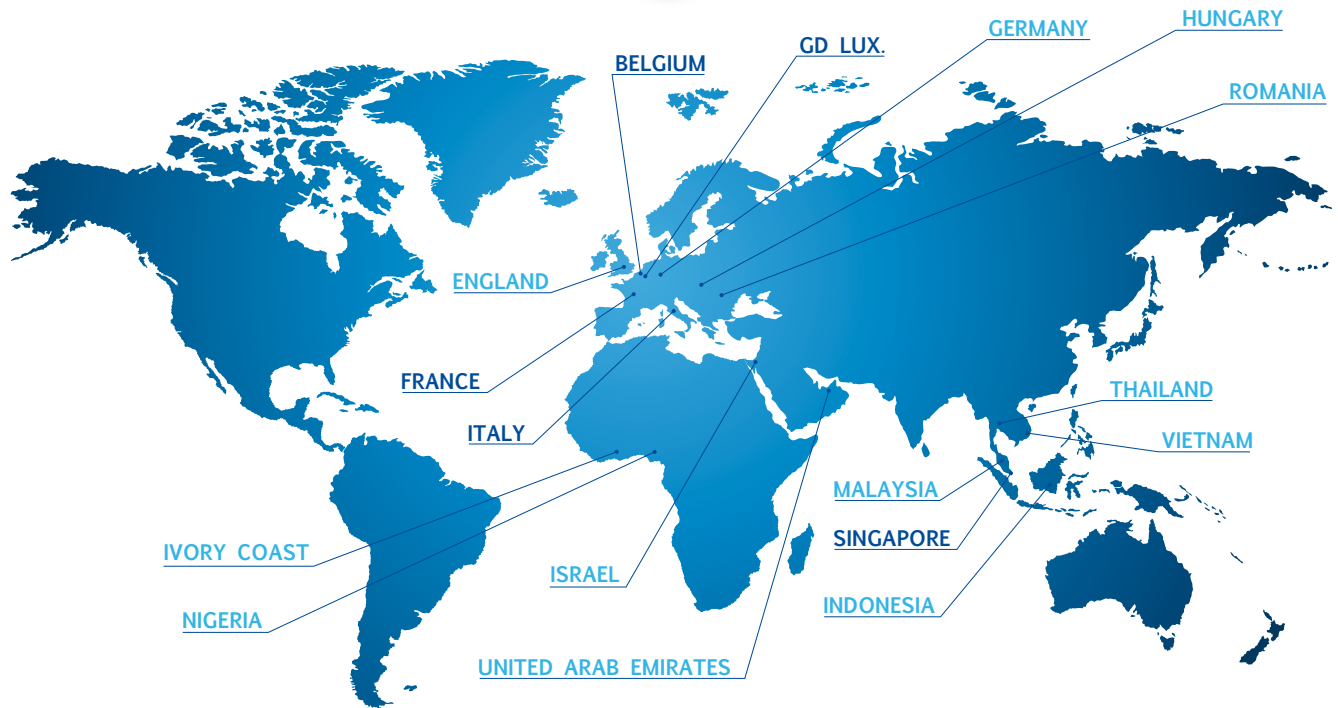 HUNGARY
GERMANY
GD LUX.
BELGIUM
ROMANIA
ENGLAND
FRANCE
THAILAND
ITALY
VIETNAM
MALAYSIA
SINGAPORE
IVORY COAST
ISRAEL
INDONESIA
NIGERIA
UNITED ARAB EMIRATES